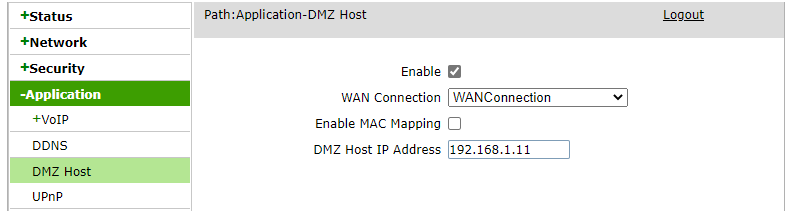 +Status
+Network
+Security
-Application
+VoIP
DDNS
DMZ Host
UPnP
Path:Application-DMZ Host Logout
Enable
WAN Connection WANConnection
Enable MAC Mapping
DMZ Host IP Address 192.168.1.11